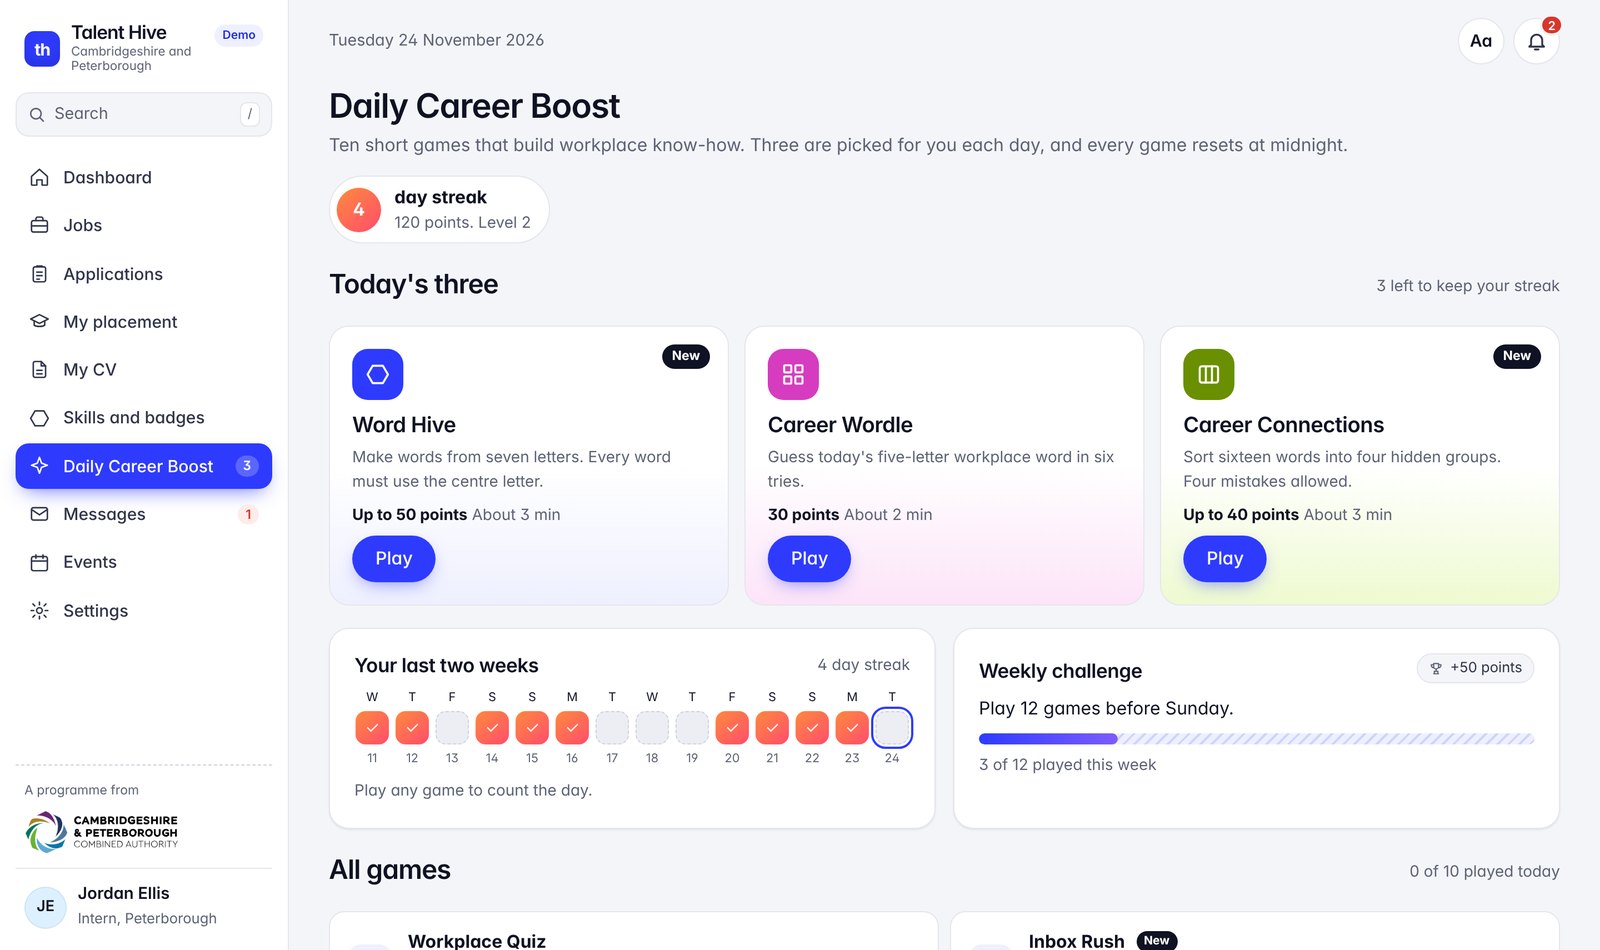 th
Talent Hive
Demo
Cambridgeshire and
Peterborough
Search
/
Dashboard
Jobs
Applications
My placement
My CV
Skills and badges
Daily Career Boost 3
Messages 1
Events
Settings
A programme from
CAMBRIDGESHIRE
& PETERBOROUGH
COMBINED AUTHORITY
JE
Jordan Ellis
Intern, Peterborough
Tuesday 24 November 2026
Aa
2
Daily Career Boost
Ten short games that build workplace know-how. Three are picked for you each day, and every game resets at midnight.
4
day streak
120 points. Level 2
Today's three
3 left to keep your streak
New
Word Hive
Make words from seven letters. Every word
must use the centre letter.
Up to 50 points About 3 min
Play
Career Wordle
Guess today's five-letter workplace word in six
tries.
30 points About 2 min
Play
New
Career Connections
Sort sixteen words into four hidden groups.
Four mistakes allowed.
Up to 40 points About 3 min
Play
Your last two weeks
4 day streak
W T F S S M T W T F S S M T
11 12 13 14 15 16 17 18 19 20 21 22 23 24
Play any game to count the day.
Weekly challenge
+50 points
Play 12 games before Sunday.
3 of 12 played this week
All games
0 of 10 played today
Workplace Quiz
Inbox Rush New